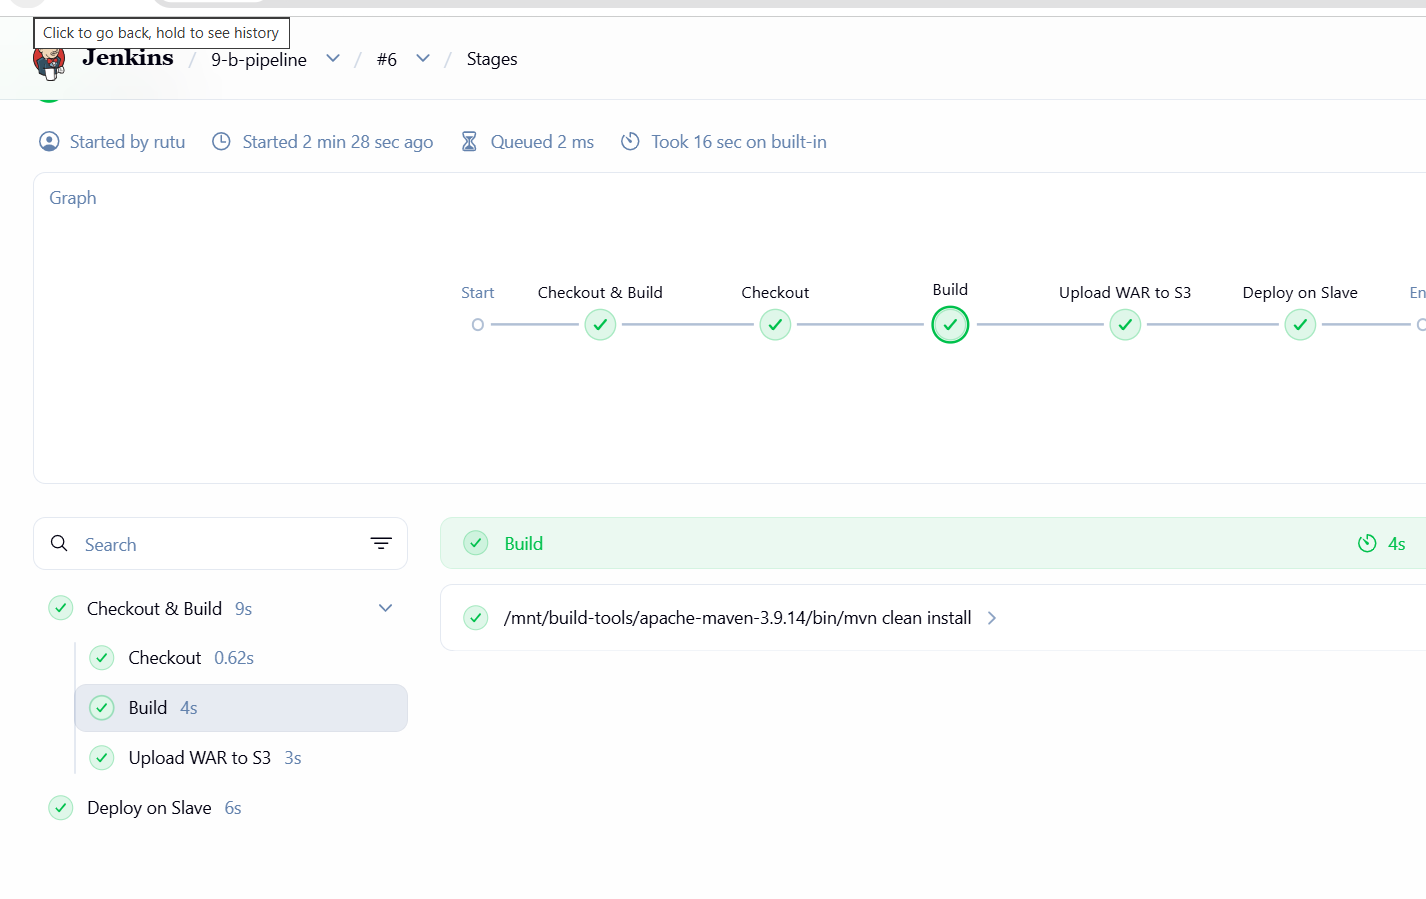 Click to go back, hold to see history
Jenkins / 9-b-pipeline / #6 / Stages
Started by rutu Started 2 min 28 sec ago Queued 2 ms Took 16 sec on built-in
Graph
Start Checkout & Build Checkout Build Upload WAR to S3 Deploy on Slave En
Search
Build 4s
/mnt/build-tools/apache-maven-3.9.14/bin/mvn clean install
Checkout & Build 9s
Checkout 0.62s
Build 4s
Upload WAR to S3 3s
Deploy on Slave 6s